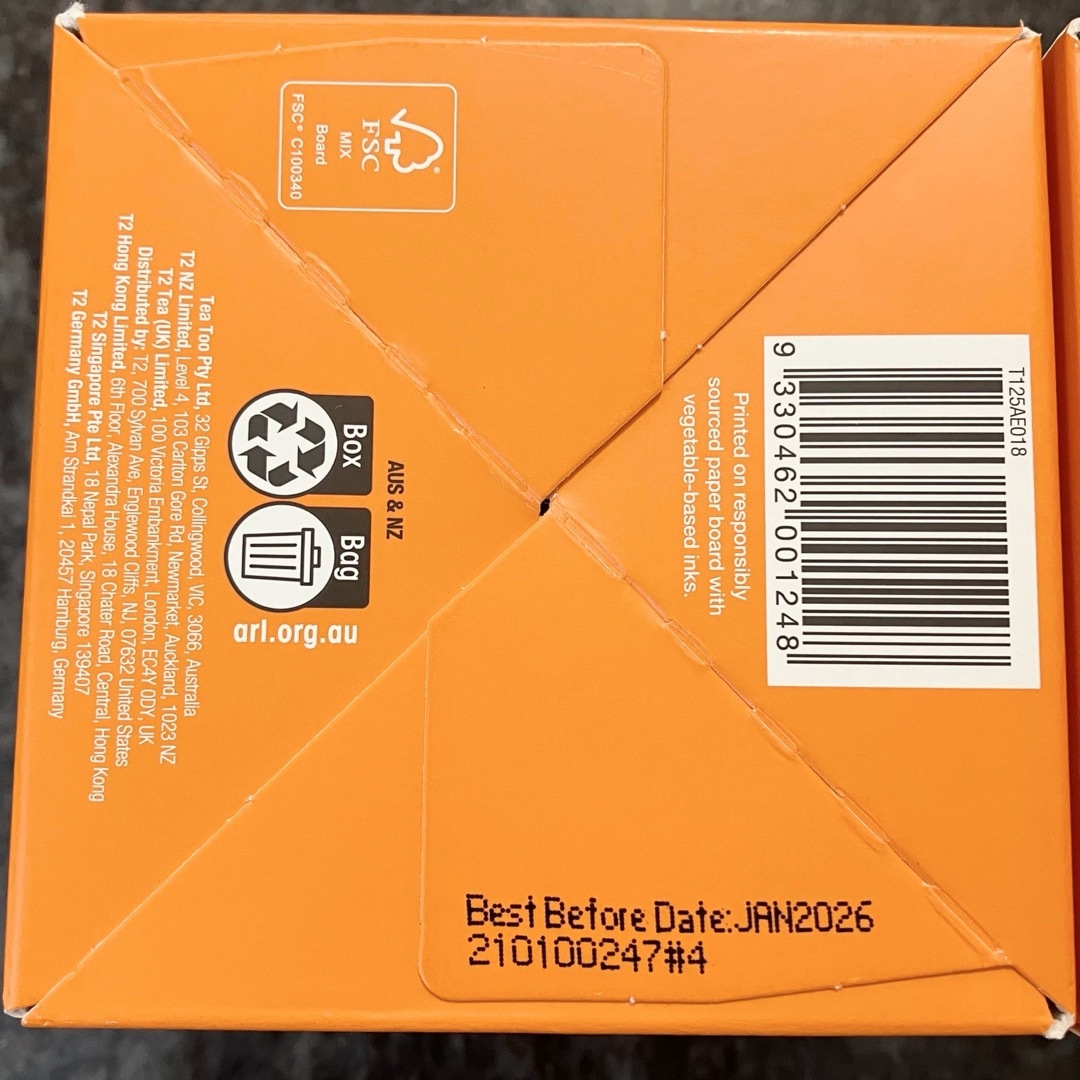 FSC®
MIX
Board
FSC® C100340
Tea Too Pty Ltd, 32 Gipps St, Collingwood, VIC, 3066, Australia
T2 NZ Limited, Level 4, 103 Carlton Gore Rd, Newmarket, Auckland, 1023 NZ
T2 Tea (UK) Limited, 100 Victoria Embankment, London, EC4Y 0DY, UK
Distributed by: T2, 700 Sylvan Ave, Englewood Cliffs, NJ, 07632 United States
T2 Hong Kong Limited, 6th Floor, Alexandra House, 18 Chater Road, Central, Hong Kong
T2 Singapore Pte Ltd, 18 Nepal Park, Singapore 139407
T2 Germany GmbH, Am Strandkai 1, 20457 Hamburg, Germany
AUS & NZ
Box
Bag
arl.org.au
Printed on responsibly
sourced paper board with
vegetable-based inks.
T125AE018
9 330462 001248
Best Before Date:JAN2026
210100247#4